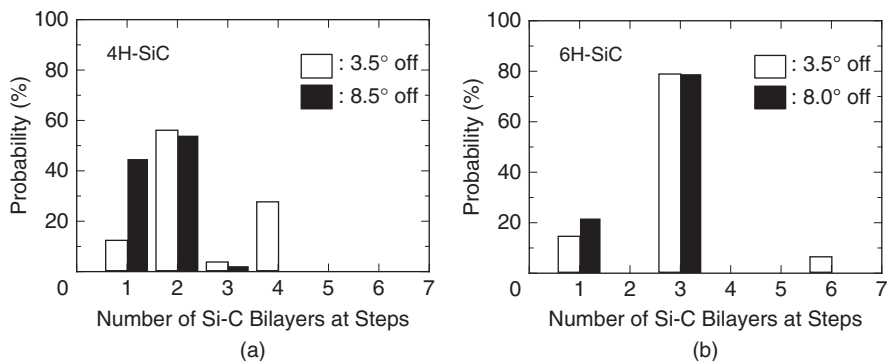 100
80
60
40
20
0
1 2 3 4 5 6 7
Probability (%)
4H-SiC
: 3.5° off
: 8.5° off
Number of Si-C Bilayers at Steps
(a)
100
80
60
40
20
0
1 2 3 4 5 6 7
Probability (%)
6H-SiC
: 3.5° off
: 8.0° off
Number of Si-C Bilayers at Steps
(b)